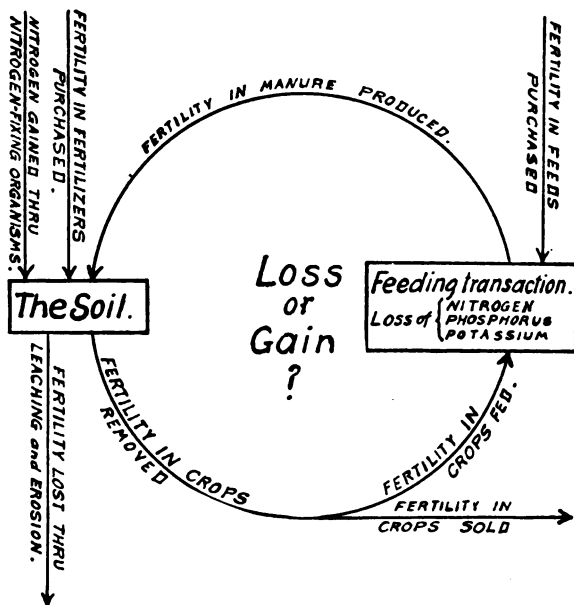 NITROGEN GAINED THRU
NITROGEN-FIXING ORGANISMS.
FERTILITY IN FERTILIZERS
PURCHASED.
FERTILITY IN MANURE PRODUCED.
FERTILITY IN FEEDS
PURCHASED
The Soil.
Loss
or
Gain
?
Feeding transaction.
Loss of { NITROGEN
PHOSPHORUS
POTASSIUM
FERTILITY LOST THRU
LEACHING and EROSION.
FERTILITY IN CROPS
REMOVED
FERTILITY IN
CROPS FED.
FERTILITY IN
CROPS SOLD